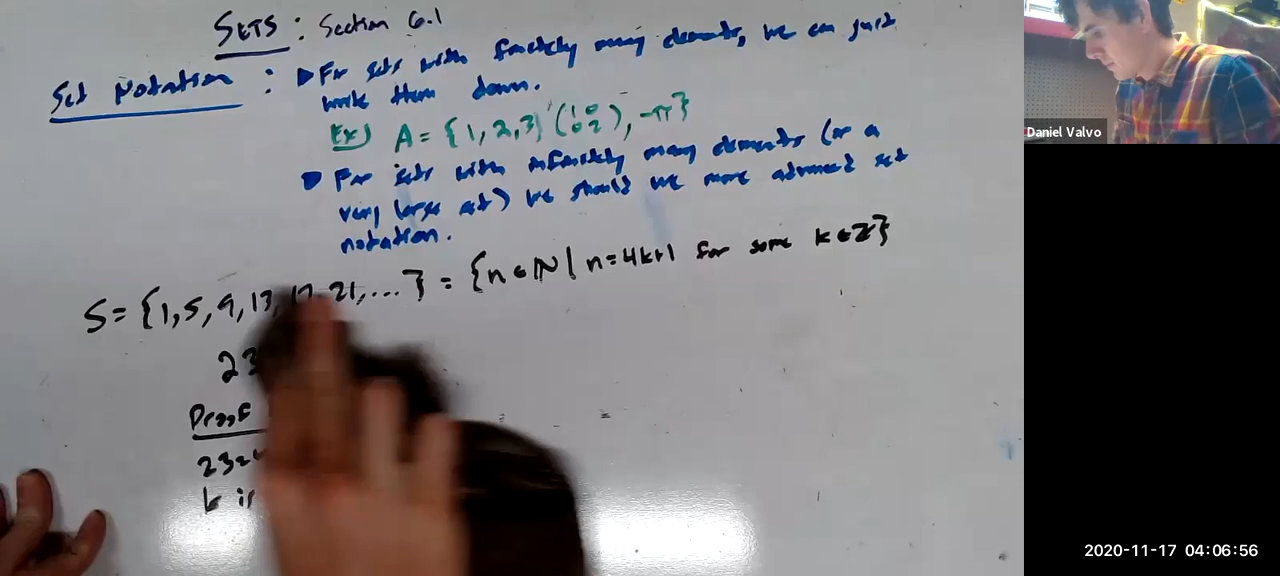 SETS : Section 6.1
Set Notation : ▶ For sets with finitely many elements, we can just
write them down.
Ex) A = {1, 2, 3, (1 0
0 2), -π}
▶ For sets with infinitely many elements (or a
very large set) we should use more advanced set
notation.
S = {1, 5, 9, 13, 17, 21, ...} = {n ∈ ℕ | n = 4k+1 for some k ∈ ℤ}
23
Proof
23=4
k is
Daniel Valvo
2020-11-17 04:06:56